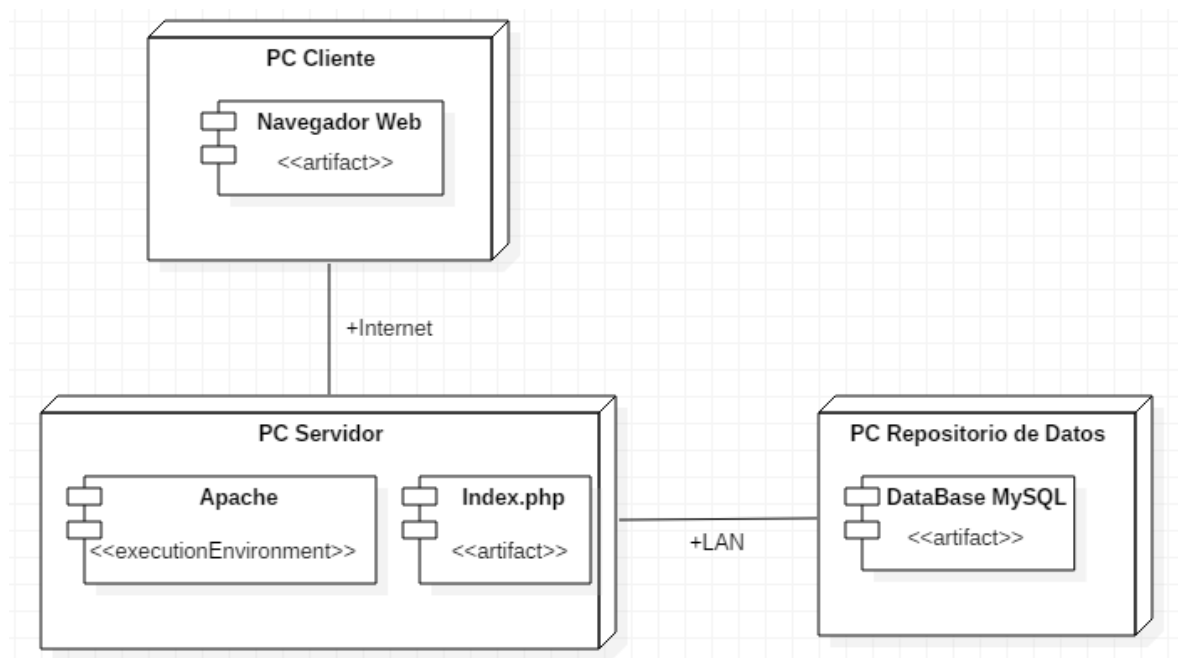 PC Cliente
Navegador Web
<<artifact>>
+Internet
PC Servidor
Apache
<<executionEnvironment>>
Index.php
<<artifact>>
+LAN
PC Repositorio de Datos
DataBase MySQL
<<artifact>>